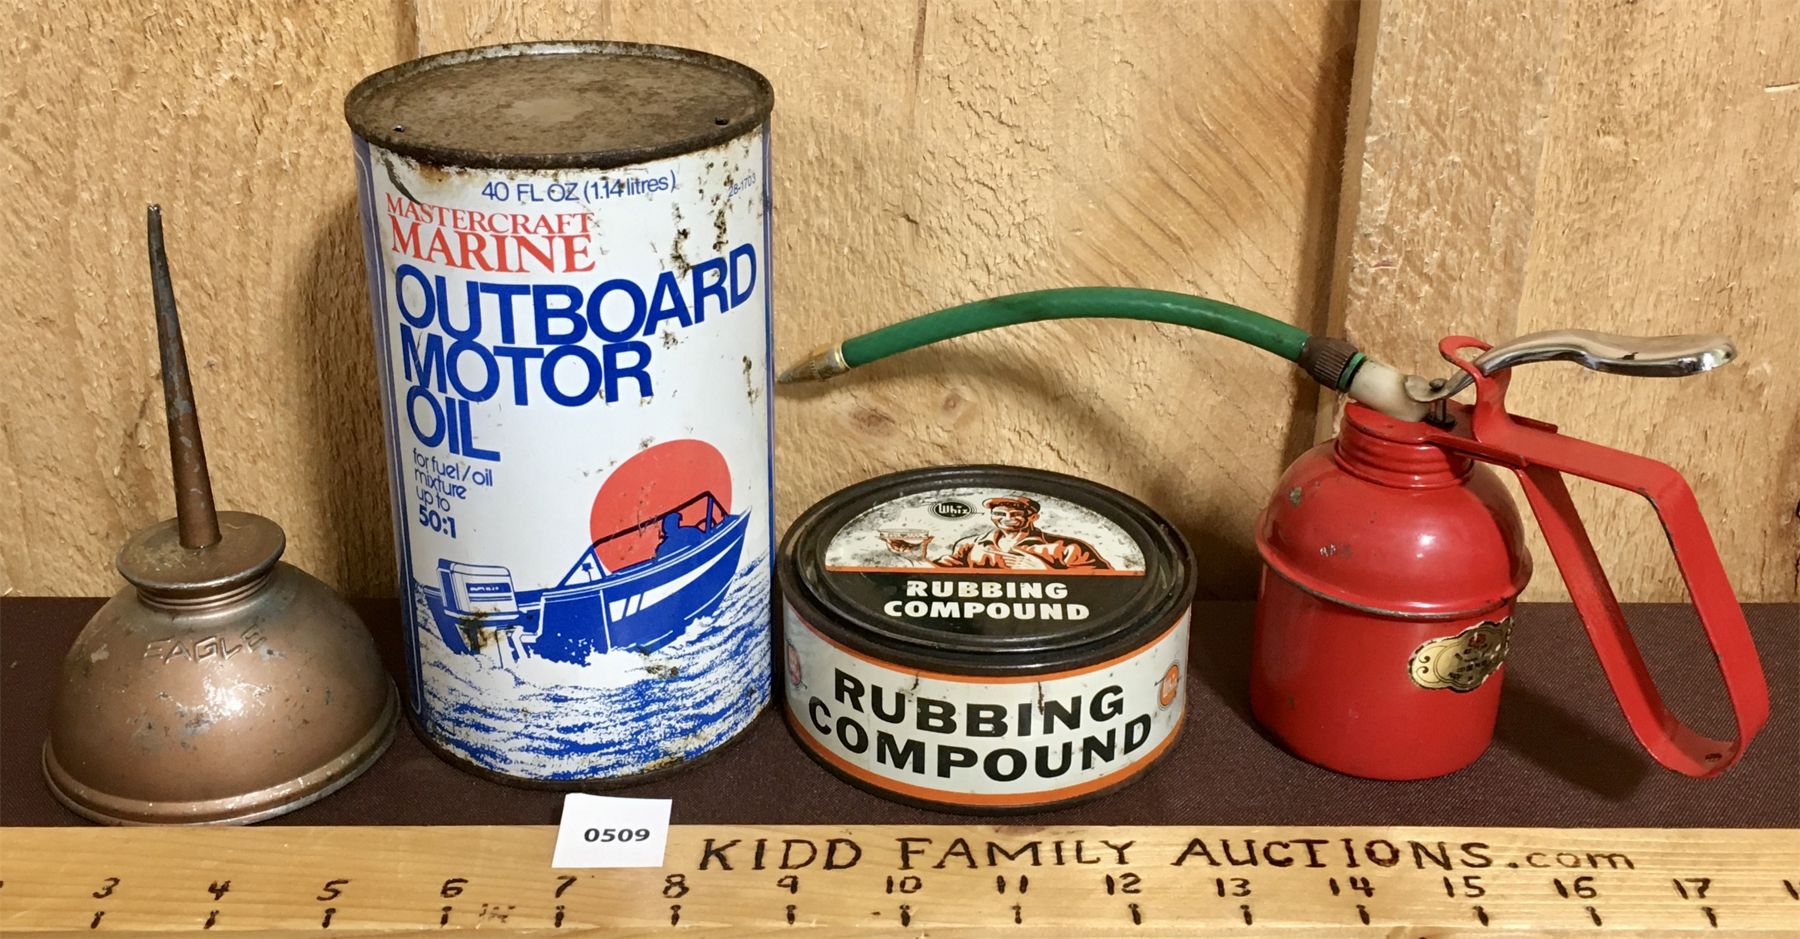 EAGLE
40 FL OZ (1.14 litres)
28-1703
MASTERCRAFT
MARINE
OUTBOARD
MOTOR
OIL
for fuel/oil
mixture
up to
50:1
Whiz
RUBBING
COMPOUND
RUBBING
COMPOUND
0509
KIDD FAMILY AUCTIONS.com
3 4 5 6 7 8 9 10 11 12 13 14 15 16 17